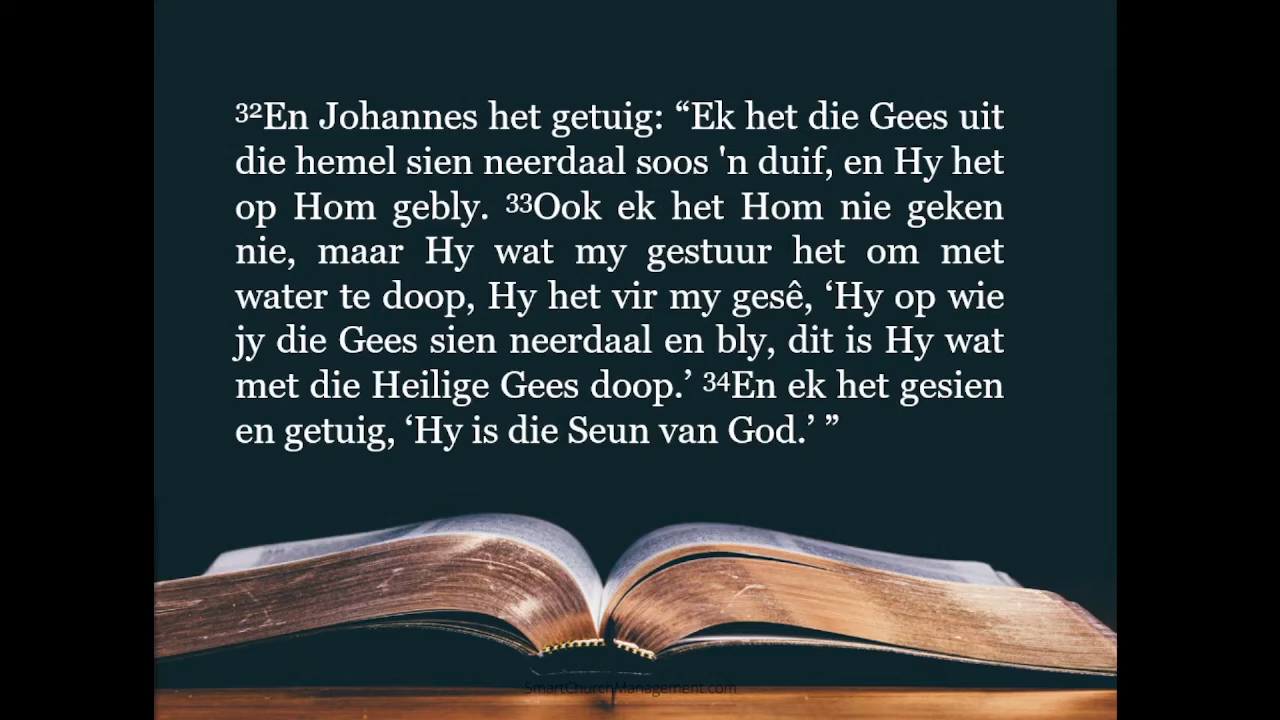 ³²En Johannes het getuig: “Ek het die Gees uit
die hemel sien neerdaal soos 'n duif, en Hy het
op Hom gebly. ³³Ook ek het Hom nie geken
nie, maar Hy wat my gestuur het om met
water te doop, Hy het vir my gesê, ‘Hy op wie
jy die Gees sien neerdaal en bly, dit is Hy wat
met die Heilige Gees doop.’ ³⁴En ek het gesien
en getuig, ‘Hy is die Seun van God.’ ”
SmartChurchManagement.com